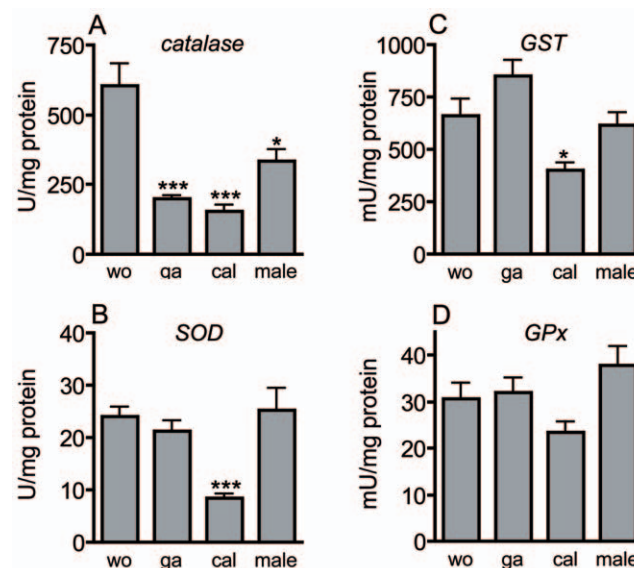 A
catalase
750
500
250
0
U/mg protein
***
***
*
wo ga cal male
C
GST
1000
750
500
250
0
mU/mg protein
*
wo ga cal male
B
SOD
40
30
20
10
0
U/mg protein
***
wo ga cal male
D
GPx
40
30
20
10
0
mU/mg protein
wo ga cal male